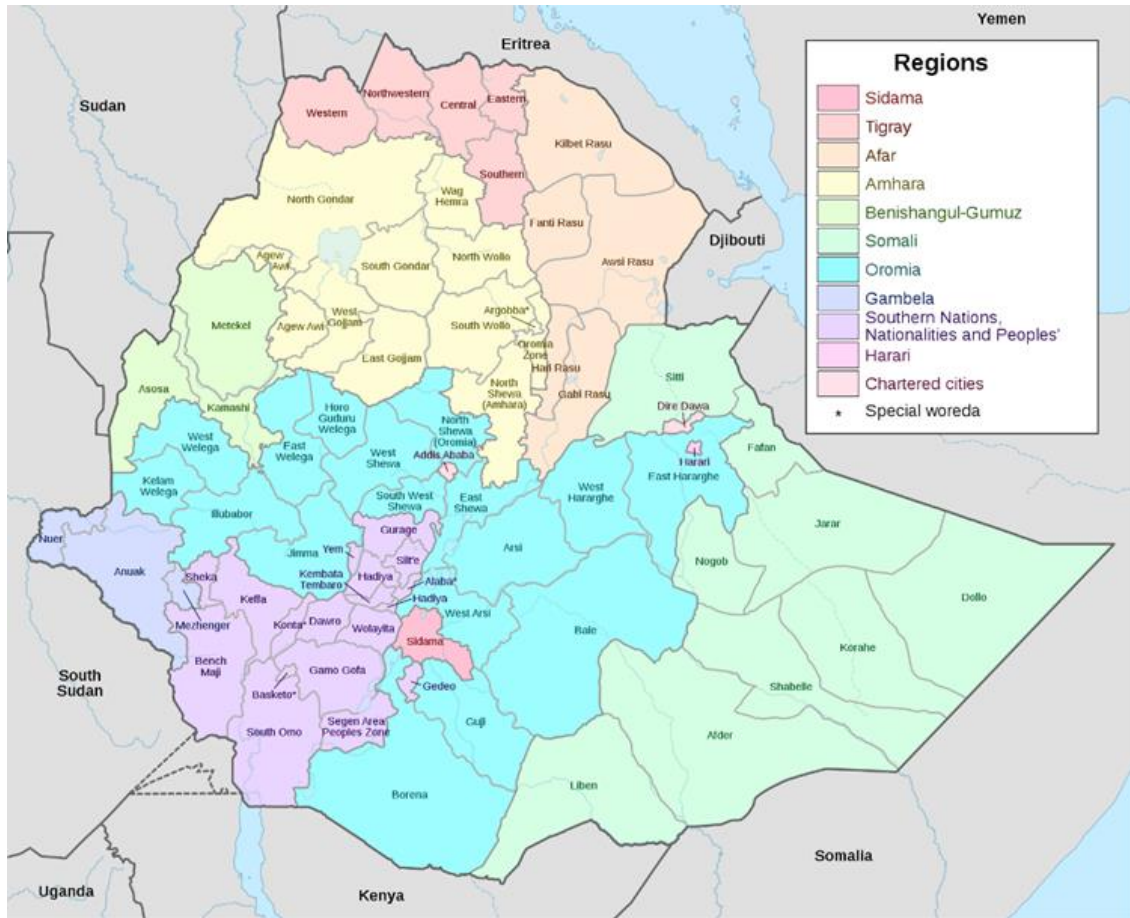 Yemen
Eritrea
Sudan
Djibouti
South
Sudan
Uganda
Kenya
Somalia
Regions
Sidama
Tigray
Afar
Amhara
Benishangul-Gumuz
Somali
Oromia
Gambela
Southern Nations,
Nationalities and Peoples'
Harari
Chartered cities
* Special woreda
Western
Northwestern
Central
Eastern
Southern
Kilbet Rasu
Fanti Rasu
Awsi Rasu
Hari Rasu
Gabi Rasu
North Gondar
Wag
Hemra
Agew
Awi
South Gondar
North Wollo
West
Gojjam
Agew Awi
East Gojjam
South Wollo
Argobba*
Oromia
Zone
North
Shewa
(Amhara)
Metekel
Asosa
Kamashi
Sitti
Dire Dawa
Harari
Fafan
Jarar
Nogob
Dollo
Korahe
Shabelle
Afder
Liben
West
Welega
Kelam
Welega
Horo
Guduru
Welega
East
Welega
West
Shewa
North
Shewa
(Oromia)
Addis Ababa
South West
Shewa
East
Shewa
Illubabor
Jimma
Arsi
West
Hararghe
East Hararghe
West Arsi
Bale
Guji
Borena
Nuer
Anuak
Mezhenger
Sheka
Keffa
Bench
Maji
Yem
Gurage
Silt'e
Hadiya
Kembata
Tembaro
Alaba*
Hadiya
Konta*
Dawro
Wolayita
Sidama
Gamo Gofa
Basketo*
Gedeo
South Omo
Segen Area
Peoples Zone